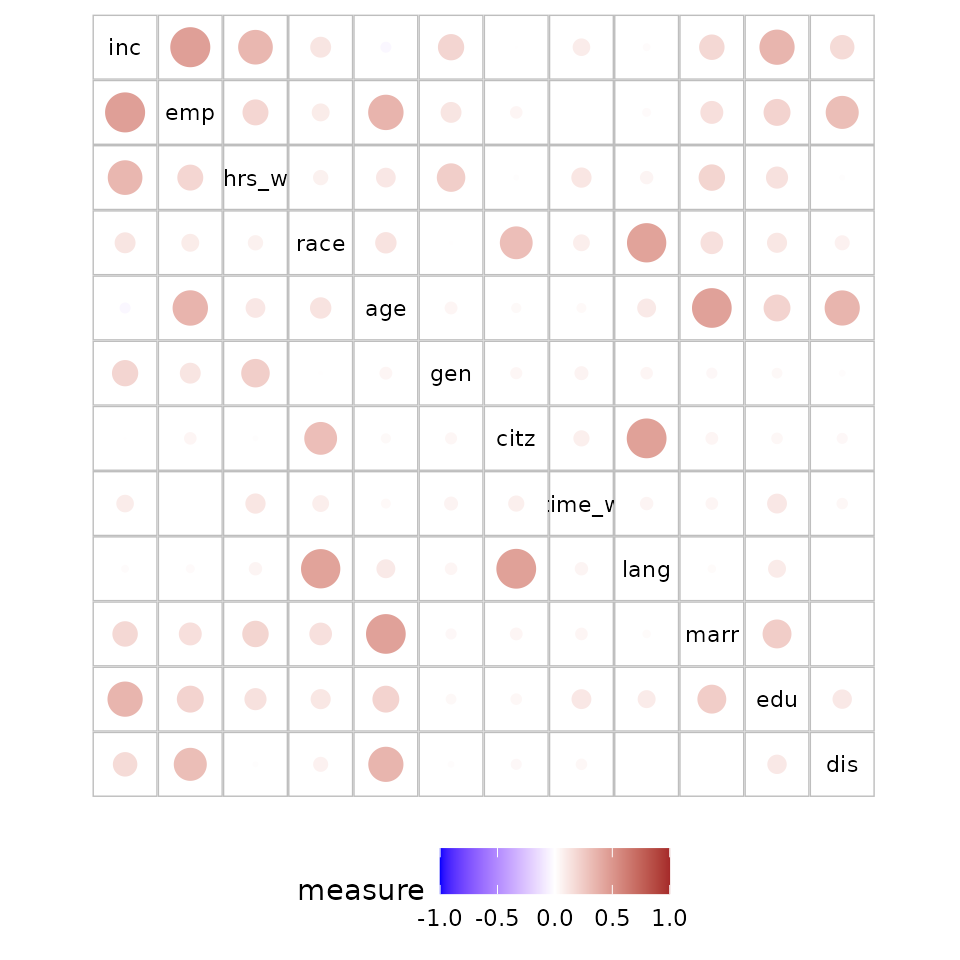 inc
emp
hrs_w
race
age
gen
citz
time_w
lang
marr
edu
dis
measure
-1.0 -0.5 0.0 0.5 1.0